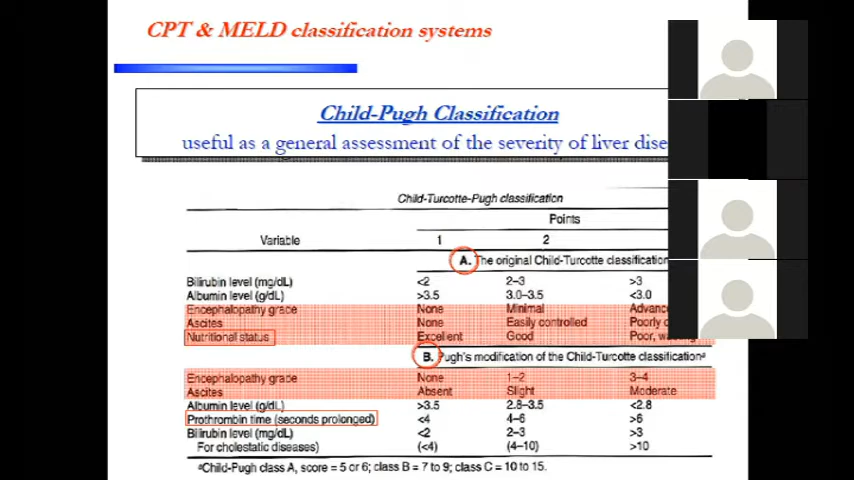 CPT & MELD classification systems
Child-Pugh Classification
useful as a general assessment of the severity of liver
Child-Turcotte-Pugh classification
Points
Variable 1 2
A. The original Child-Turcotte classification
Bilirubin level (mg/dL) <2 2–3 >3
Albumin level (g/dL) >3.5 3.0–3.5 <3.0
Encephalopathy grade None Minimal
Ascites None Easily controlled Poorly
Nutritional status Excellent Good Poor,
B. Pugh's modification of the Child-Turcotte classificationᵃ
Encephalopathy grade None 1–2 3–4
Ascites Absent Slight Moderate
Albumin level (g/dL) >3.5 2.8–3.5 <2.8
Prothrombin time (seconds prolonged) <4 4–6 >6
Bilirubin level (mg/dL) <2 2–3 >3
For cholestatic diseases) (<4) (4–10) >10
ᵃChild-Pugh class A, score = 5 or 6; class B = 7 to 9; class C = 10 to 15.